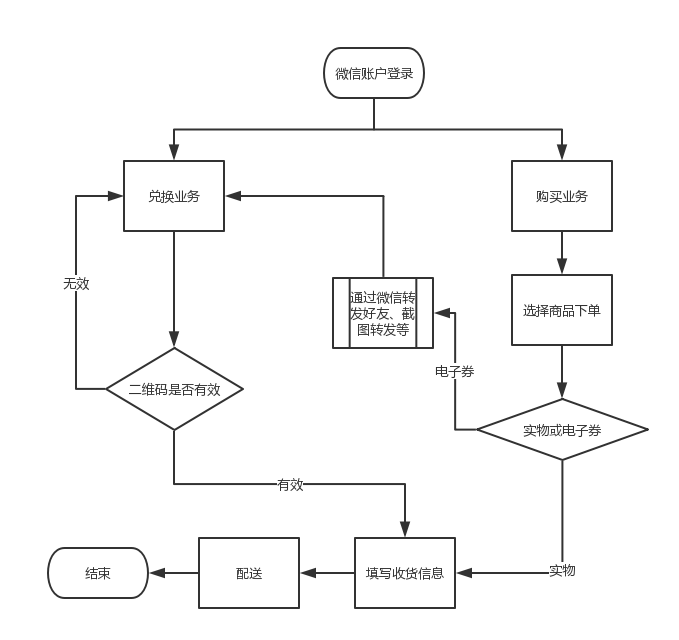 微信账户登录
兑换业务
购买业务
无效
通过微信转
发好友、截
图转发等
选择商品下单
电子券
二维码是否有效
实物或电子券
有效
结束
配送
填写收货信息
实物